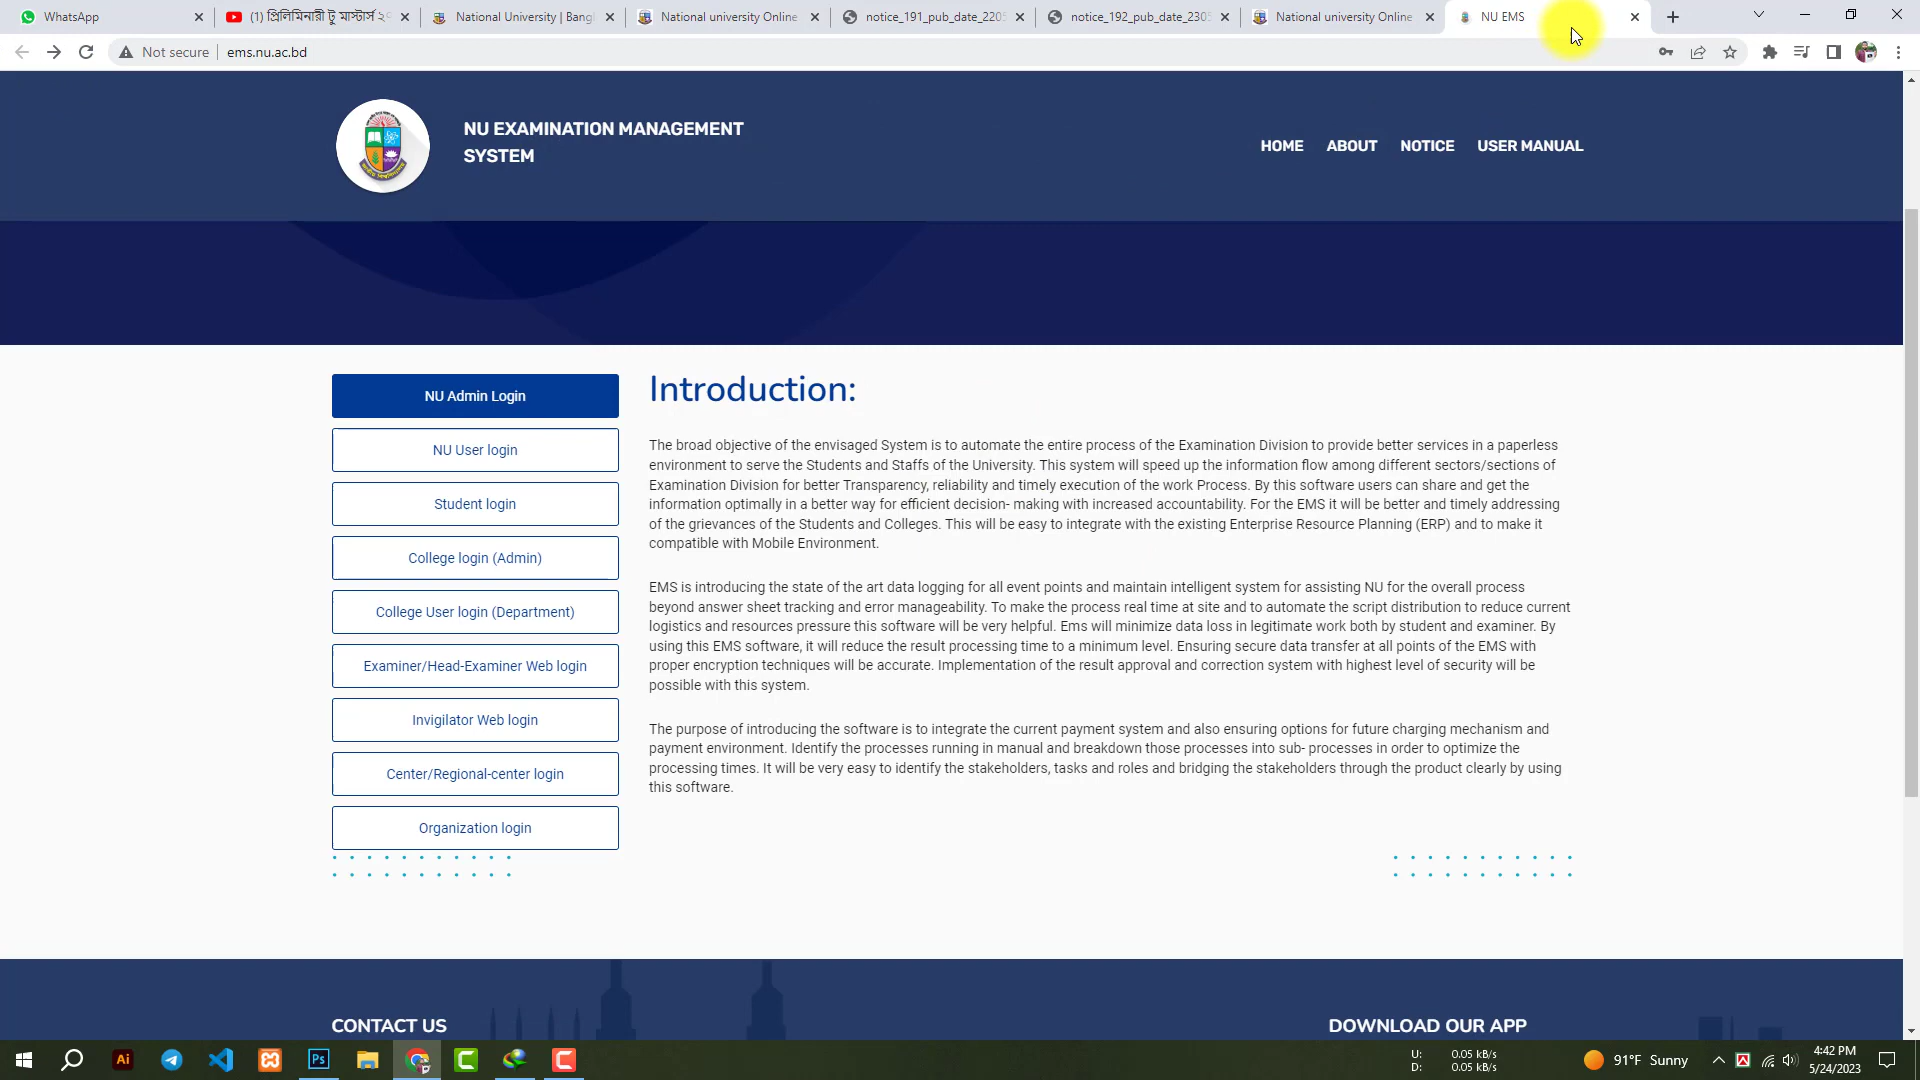 WhatsApp
(1) প্রিলিমিনারী টু মাস্টার্স ২০
National University | Bangl
National university Online
notice_191_pub_date_2205
notice_192_pub_date_2305
National university Online
NU EMS
Not secure
ems.nu.ac.bd
NU EXAMINATION MANAGEMENT
SYSTEM
HOME
ABOUT
NOTICE
USER MANUAL
NU Admin Login
NU User login
Student login
College login (Admin)
College User login (Department)
Examiner/Head-Examiner Web login
Invigilator Web login
Center/Regional-center login
Organization login
Introduction:
The broad objective of the envisaged System is to automate the entire process of the Examination Division to provide better services in a paperless
environment to serve the Students and Staffs of the University. This system will speed up the information flow among different sectors/sections of
Examination Division for better Transparency, reliability and timely execution of the work Process. By this software users can share and get the
information optimally in a better way for efficient decision- making with increased accountability. For the EMS it will be better and timely addressing
of the grievances of the Students and Colleges. This will be easy to integrate with the existing Enterprise Resource Planning (ERP) and to make it
compatible with Mobile Environment.
EMS is introducing the state of the art data logging for all event points and maintain intelligent system for assisting NU for the overall process
beyond answer sheet tracking and error manageability. To make the process real time at site and to automate the script distribution to reduce current
logistics and resources pressure this software will be very helpful. Ems will minimize data loss in legitimate work both by student and examiner. By
using this EMS software, it will reduce the result processing time to a minimum level. Ensuring secure data transfer at all points of the EMS with
proper encryption techniques will be accurate. Implementation of the result approval and correction system with highest level of security will be
possible with this system.
The purpose of introducing the software is to integrate the current payment system and also ensuring options for future charging mechanism and
payment environment. Identify the processes running in manual and breakdown those processes into sub- processes in order to optimize the
processing times. It will be very easy to identify the stakeholders, tasks and roles and bridging the stakeholders through the product clearly by using
this software.
CONTACT US
DOWNLOAD OUR APP
Ai
Ps
U: 0.05 kB/s
D: 0.05 kB/s
91°F Sunny
4:42 PM
5/24/2023